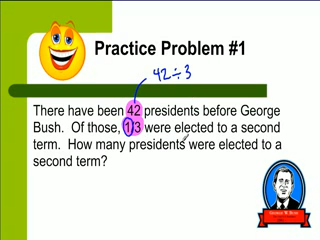 Practice Problem #1
42÷3
There have been 42 presidents before George
Bush. Of those, 1/3 were elected to a second
term. How many presidents were elected to a
second term?
GEORGE W. BUSH